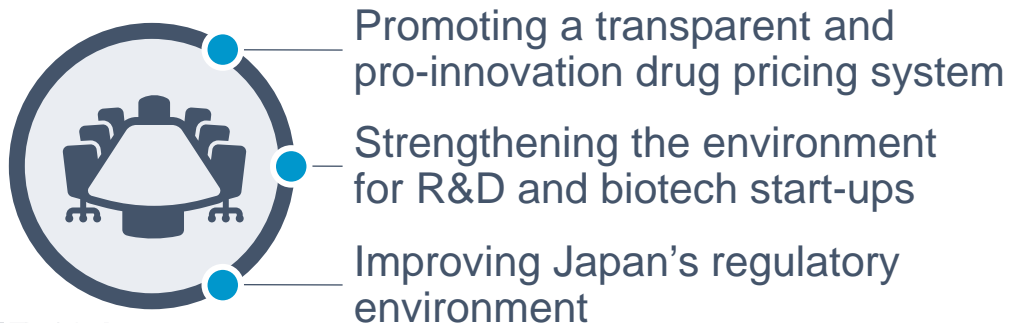 Promoting a transparent and
pro-innovation drug pricing system
Strengthening the environment
for R&D and biotech start-ups
Improving Japan's regulatory
environment